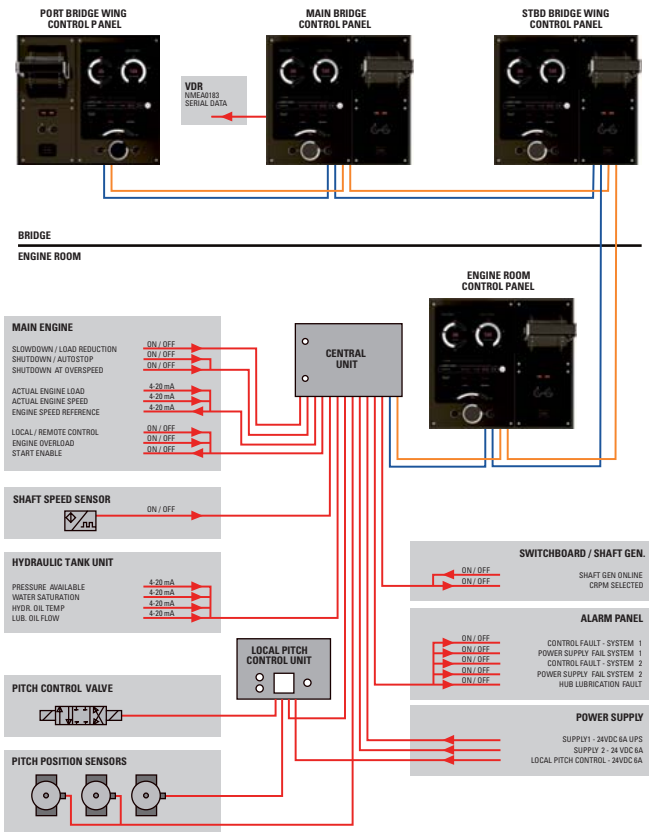 PORT BRIDGE WING
CONTROL PANEL
MAIN BRIDGE
CONTROL PANEL
STBD BRIDGE WING
CONTROL PANEL
VDR
NMEA0183
SERIAL DATA
BRIDGE
ENGINE ROOM
ENGINE ROOM
CONTROL PANEL
MAIN ENGINE
SLOWDOWN / LOAD REDUCTION ON / OFF
SHUTDOWN / AUTOSTOP ON / OFF
SHUTDOWN AT OVERSPEED ON / OFF
ACTUAL ENGINE LOAD 4-20 mA
ACTUAL ENGINE SPEED 4-20 mA
ENGINE SPEED REFERENCE 4-20 mA
LOCAL / REMOTE CONTROL ON / OFF
ENGINE OVERLOAD ON / OFF
START ENABLE ON / OFF
CENTRAL
UNIT
SHAFT SPEED SENSOR
ON / OFF
HYDRAULIC TANK UNIT
PRESSURE AVAILABLE 4-20 mA
WATER SATURATION 4-20 mA
HYDR. OIL TEMP 4-20 mA
LUB. OIL FLOW 4-20 mA
SWITCHBOARD / SHAFT GEN.
ON / OFF SHAFT GEN ONLINE
ON / OFF CRPM SELECTED
ALARM PANEL
ON / OFF CONTROL FAULT - SYSTEM 1
ON / OFF POWER SUPPLY FAIL SYSTEM 1
ON / OFF CONTROL FAULT - SYSTEM 2
ON / OFF POWER SUPPLY FAIL SYSTEM 2
ON / OFF HUB LUBRICATION FAULT
LOCAL PITCH
CONTROL UNIT
PITCH CONTROL VALVE
POWER SUPPLY
SUPPLY1 - 24VDC 6A UPS
SUPPLY 2 - 24 VDC 6A
LOCAL PITCH CONTROL - 24VDC 6A
PITCH POSITION SENSORS